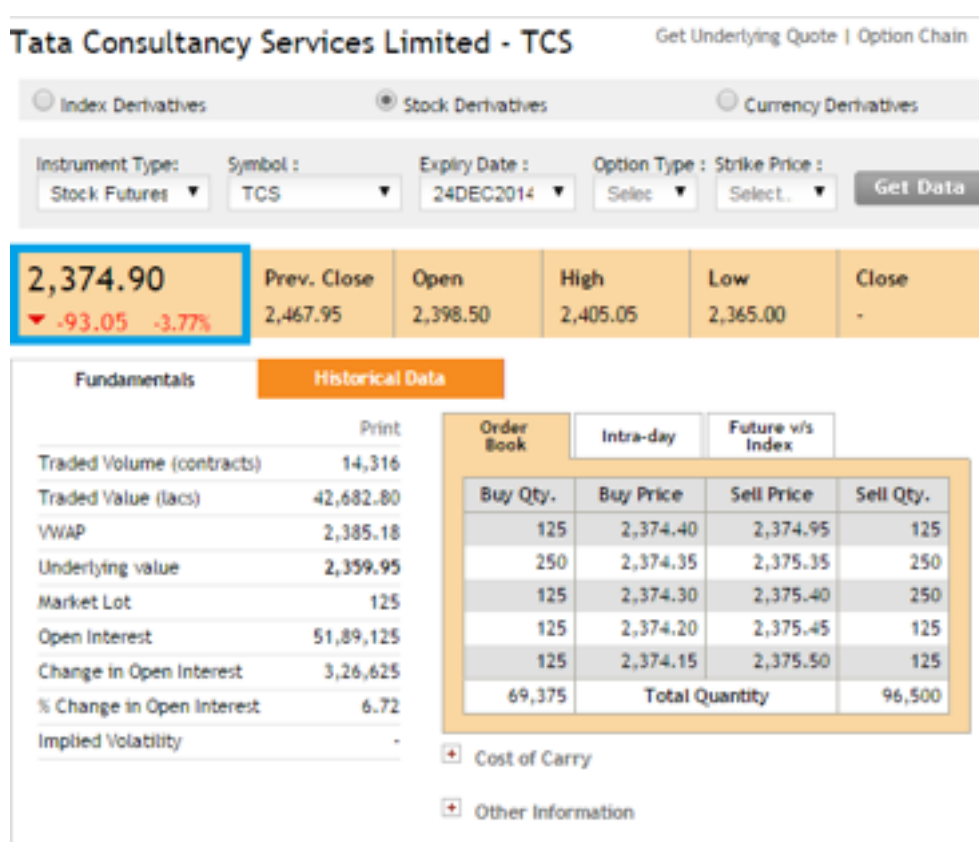 Tata Consultancy Services Limited - TCS
Get Underlying Quote | Option Chain
Index Derivatives Stock Derivatives Currency Derivatives
Instrument Type: Symbol : Expiry Date : Option Type : Strike Price :
Stock Futures TCS 24DEC2014 Selec Select.. Get Data
2,374.90 Prev. Close Open High Low Close
-93.05 -3.77% 2,467.95 2,398.50 2,405.05 2,365.00 -
Fundamentals Historical Data
Print
Traded Volume (contracts) 14,316
Traded Value (lacs) 42,682.80
VWAP 2,385.18
Underlying value 2,359.95
Market Lot 125
Open Interest 51,89,125
Change in Open Interest 3,26,625
% Change in Open Interest 6.72
Implied Volatility -
Order Book Intra-day Future v/s Index
Buy Qty. Buy Price Sell Price Sell Qty.
125 2,374.40 2,374.95 125
250 2,374.35 2,375.35 250
125 2,374.30 2,375.40 250
125 2,374.20 2,375.45 125
125 2,374.15 2,375.50 125
69,375 Total Quantity 96,500
Cost of Carry
Other Information